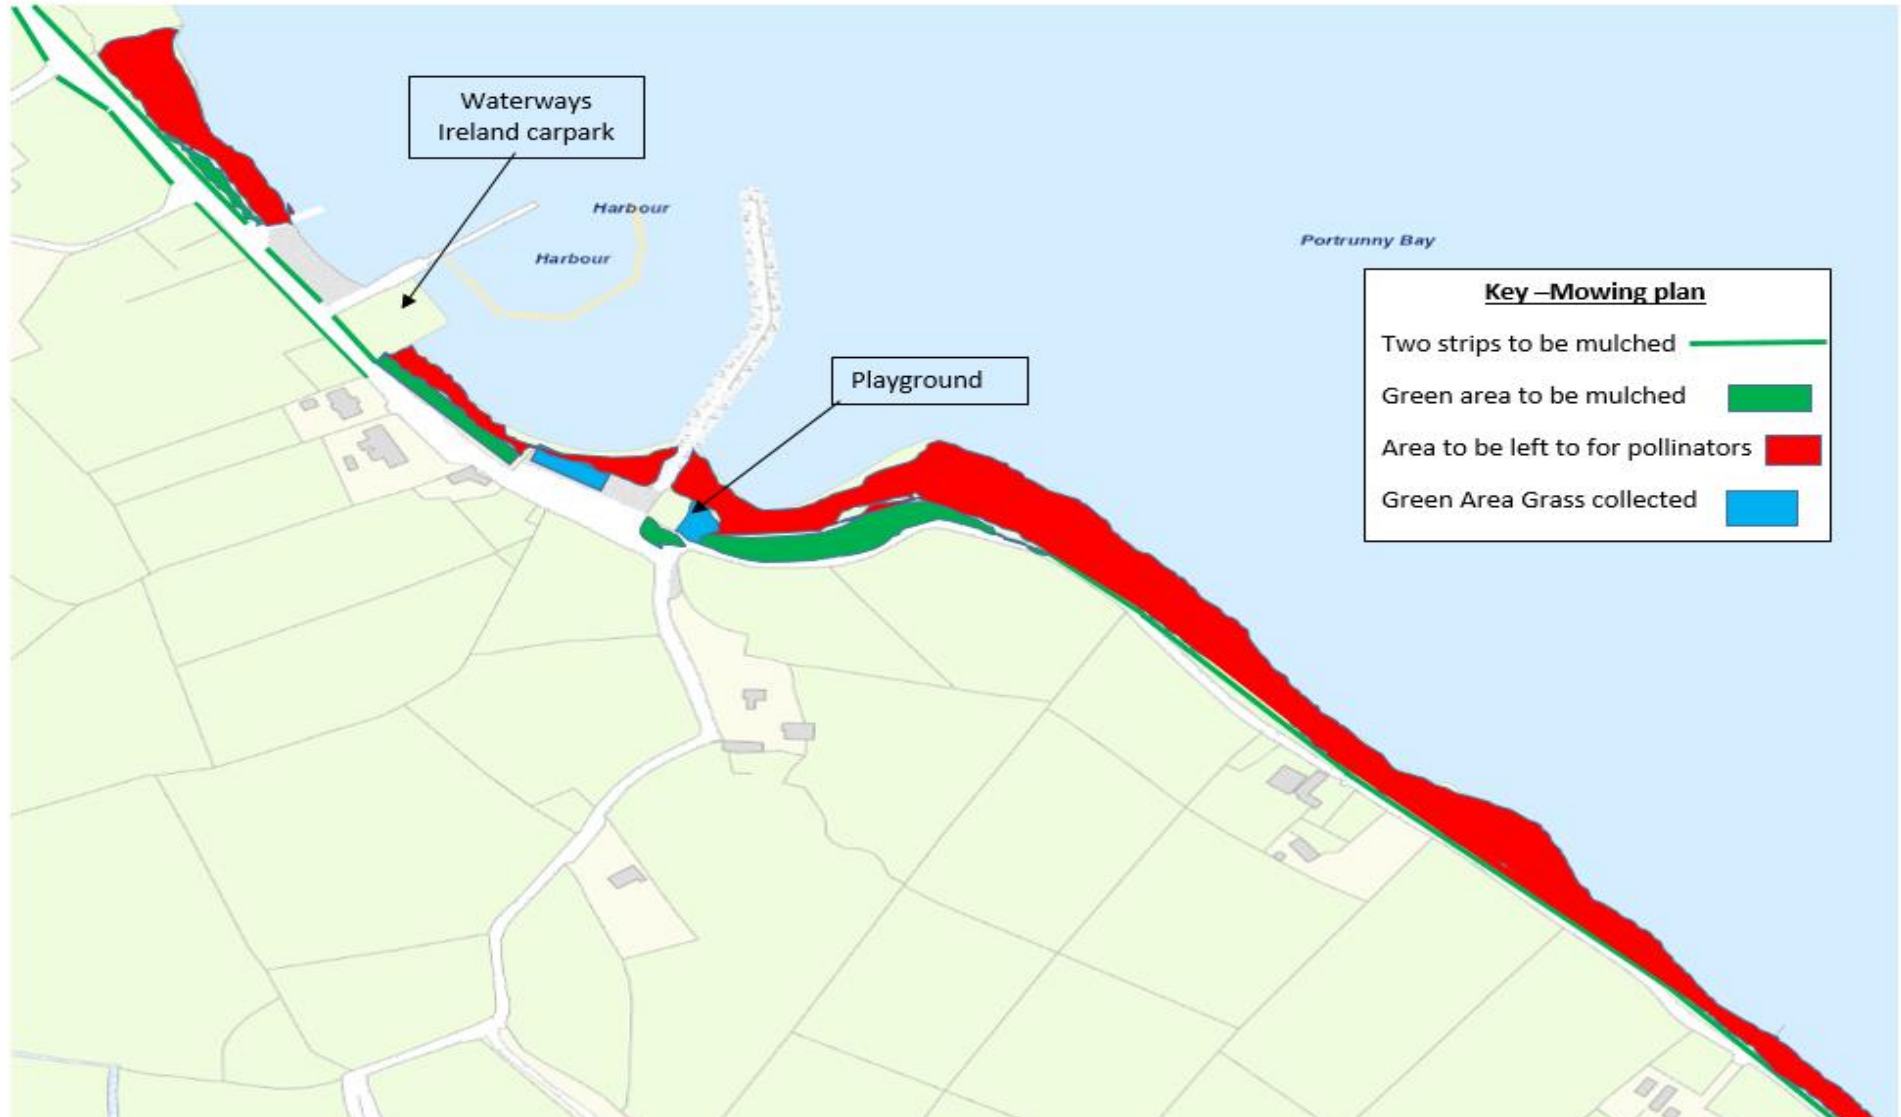 Waterways
Ireland carpark
Harbour
Harbour
Portrunny Bay
Key –Mowing plan
Two strips to be mulched
Playground
Green area to be mulched
Area to be left to for pollinators
Green Area Grass collected